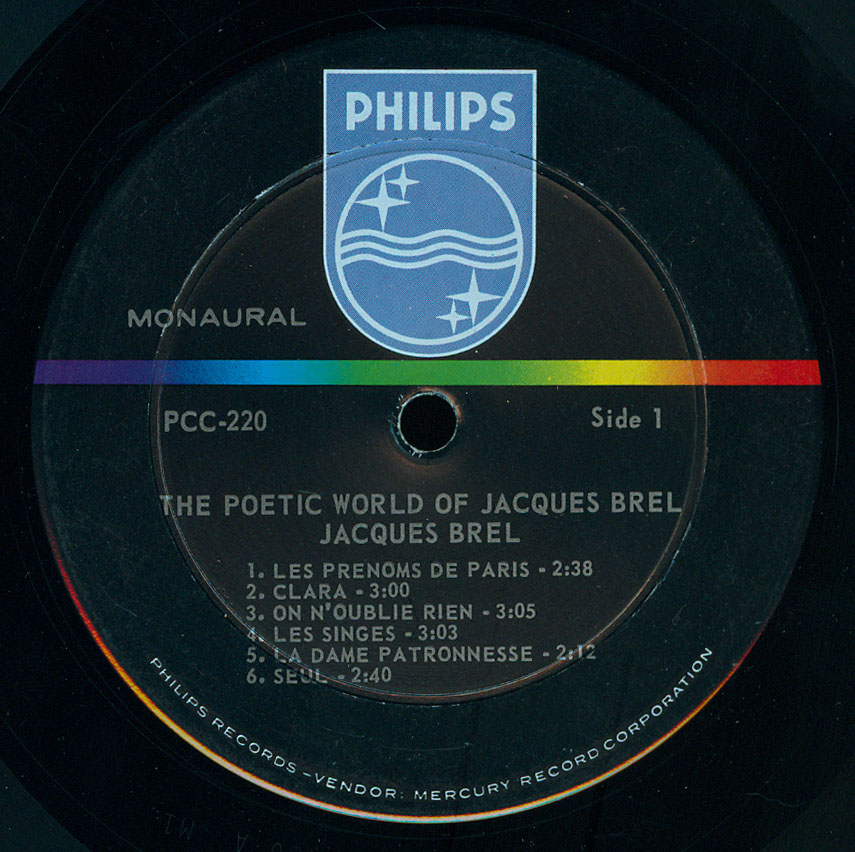 PHILIPS
MONAURAL
PCC-220
Side 1
THE POETIC WORLD OF JACQUES BREL
JACQUES BREL
1. LES PRENOMS DE PARIS - 2:38
2. CLARA - 3:00
3. ON N'OUBLIE RIEN - 3:05
4. LES SINGES - 3:03
5. LA DAME PATRONNESSE - 2:12
6. SEUL - 2:40
PHILIPS RECORDS -VENDOR: MERCURY RECORD CORPORATION